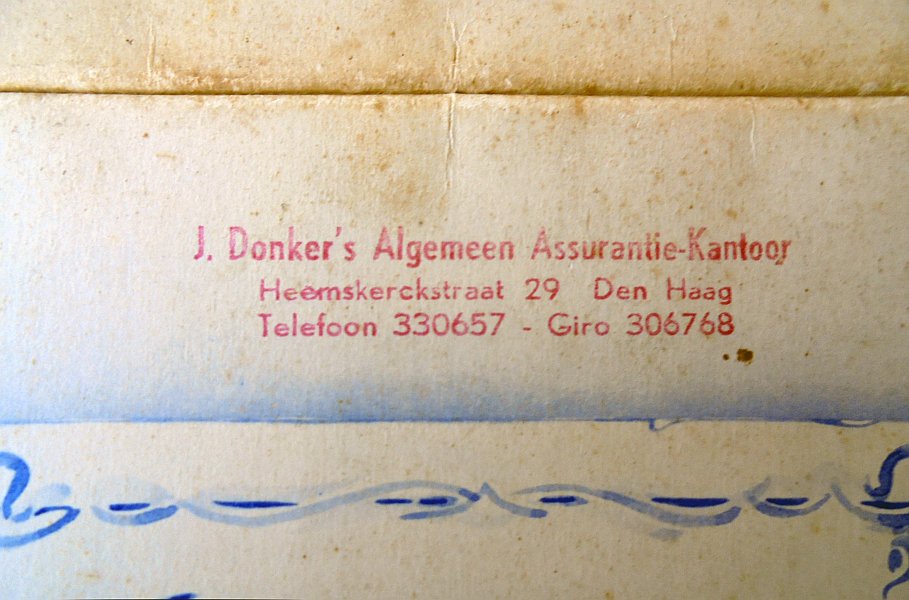 J. Donker's Algemeen Assurantie-Kantoor
Heemskerckstraat 29 Den Haag
Telefoon 330657 - Giro 306768